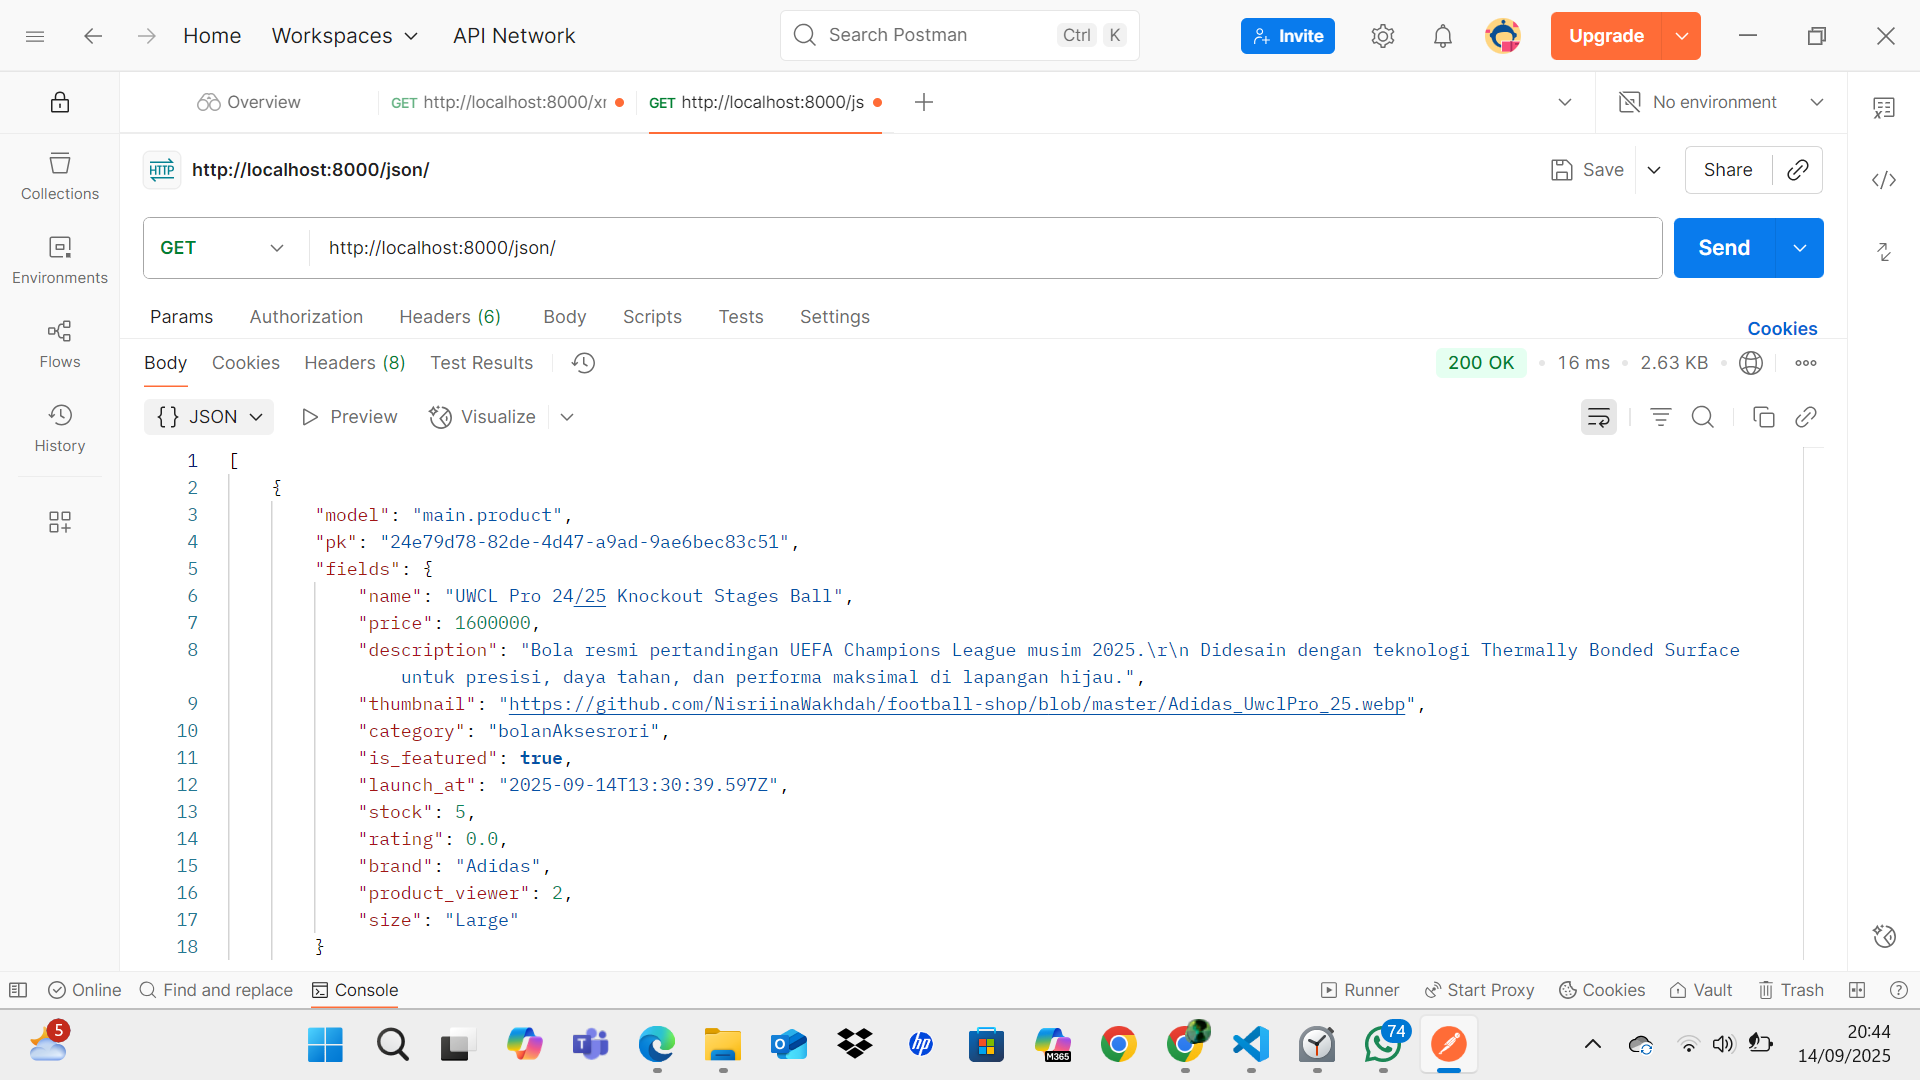 Home
Workspaces
API Network
Search Postman
Ctrl K
Invite
Upgrade
Overview
GET http://localhost:8000/xr
GET http://localhost:8000/js
No environment
HTTP
http://localhost:8000/json/
Save
Share
Collections
Environments
Flows
History
GET
http://localhost:8000/json/
Send
Params
Authorization
Headers (6)
Body
Scripts
Tests
Settings
Cookies
Body
Cookies
Headers (8)
Test Results
200 OK
16 ms
2.63 KB
{} JSON
Preview
Visualize
1 [
2 {
3 "model": "main.product",
4 "pk": "24e79d78-82de-4d47-a9ad-9ae6bec83c51",
5 "fields": {
6 "name": "UWCL Pro 24/25 Knockout Stages Ball",
7 "price": 1600000,
8 "description": "Bola resmi pertandingan UEFA Champions League musim 2025.\r\n Didesain dengan teknologi Thermally Bonded Surface
untuk presisi, daya tahan, dan performa maksimal di lapangan hijau.",
9 "thumbnail": "https://github.com/NisriinaWakhdah/football-shop/blob/master/Adidas_UwclPro_25.webp",
10 "category": "bolanAksesrori",
11 "is_featured": true,
12 "launch_at": "2025-09-14T13:30:39.597Z",
13 "stock": 5,
14 "rating": 0.0,
15 "brand": "Adidas",
16 "product_viewer": 2,
17 "size": "Large"
18 }
Online
Find and replace
Console
Runner
Start Proxy
Cookies
Vault
Trash
5
hp
M365
74
20:44
14/09/2025